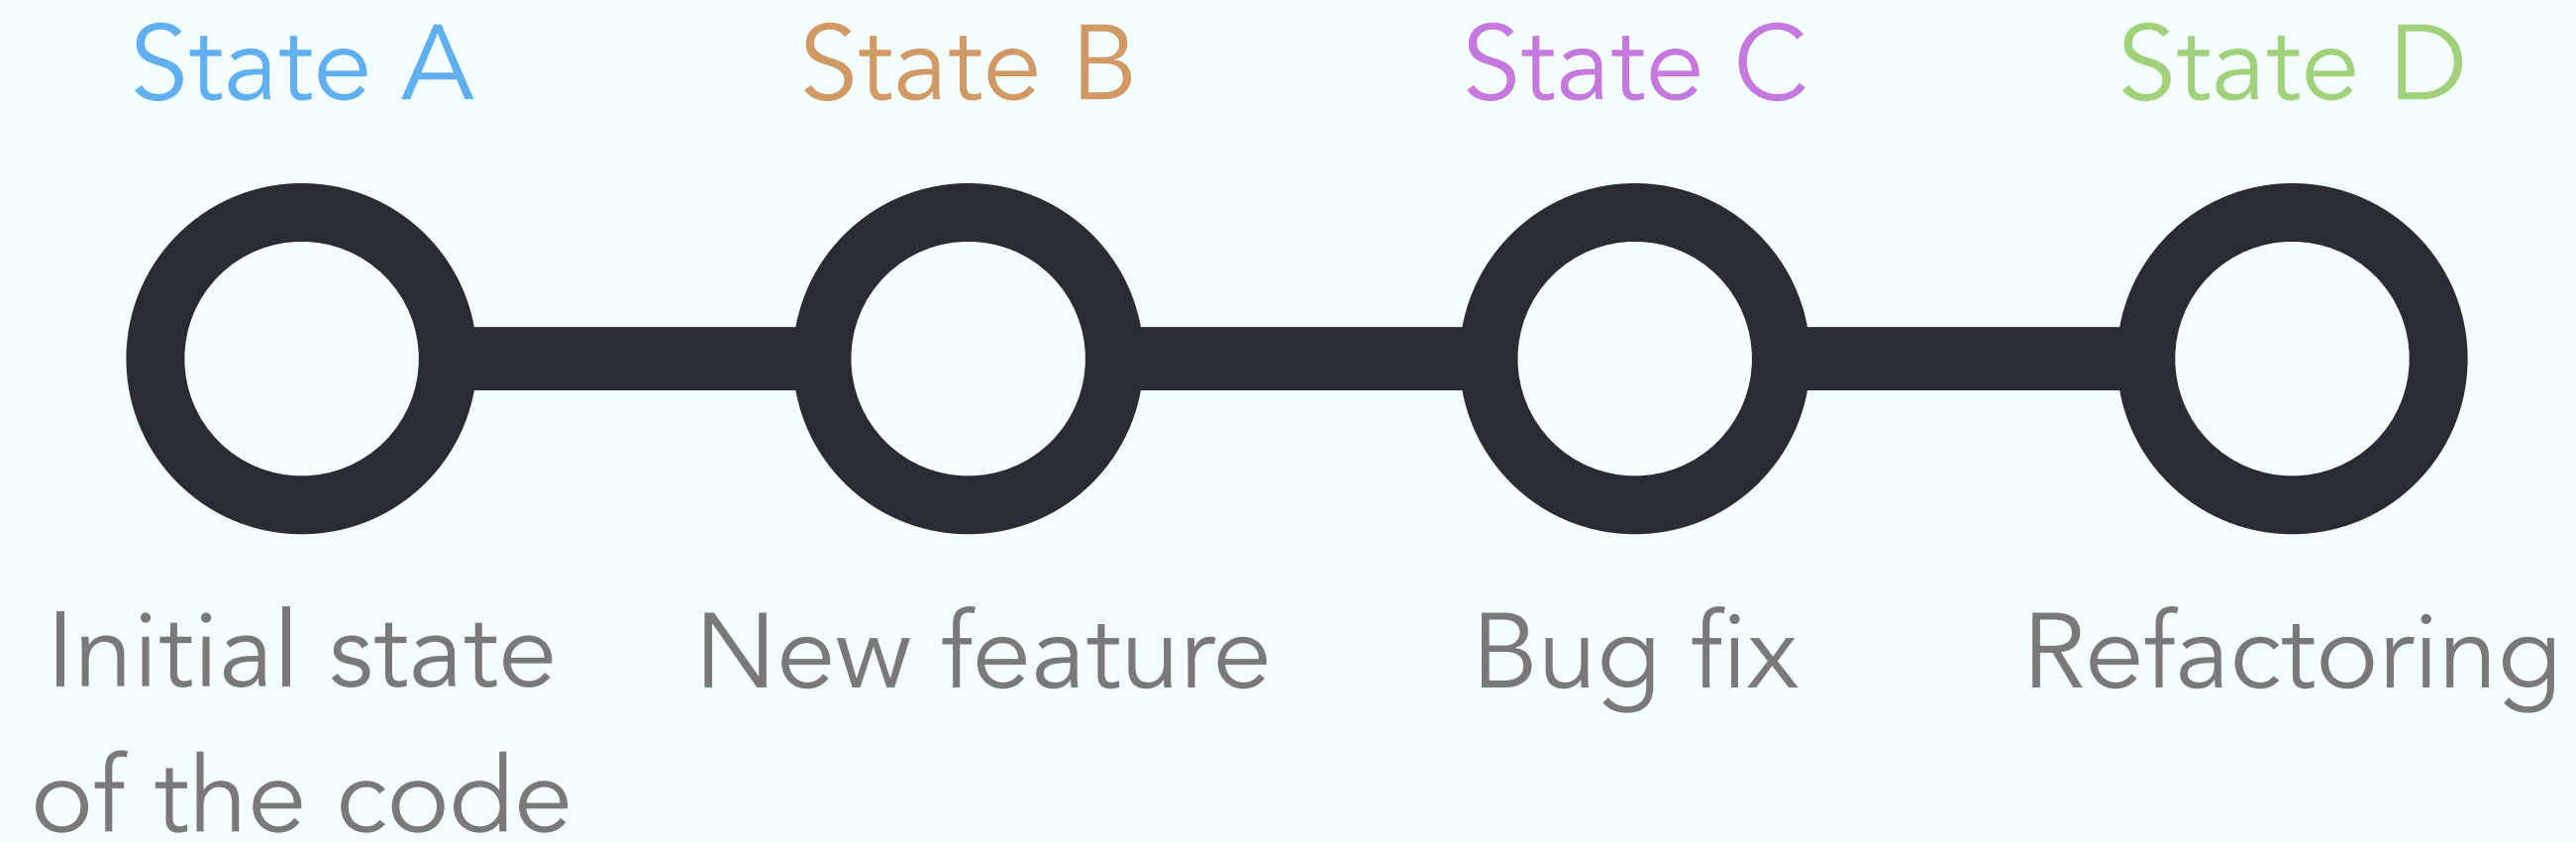 State A
State B
State C
State D
Initial state
of the code
New feature
Bug fix
Refactoring